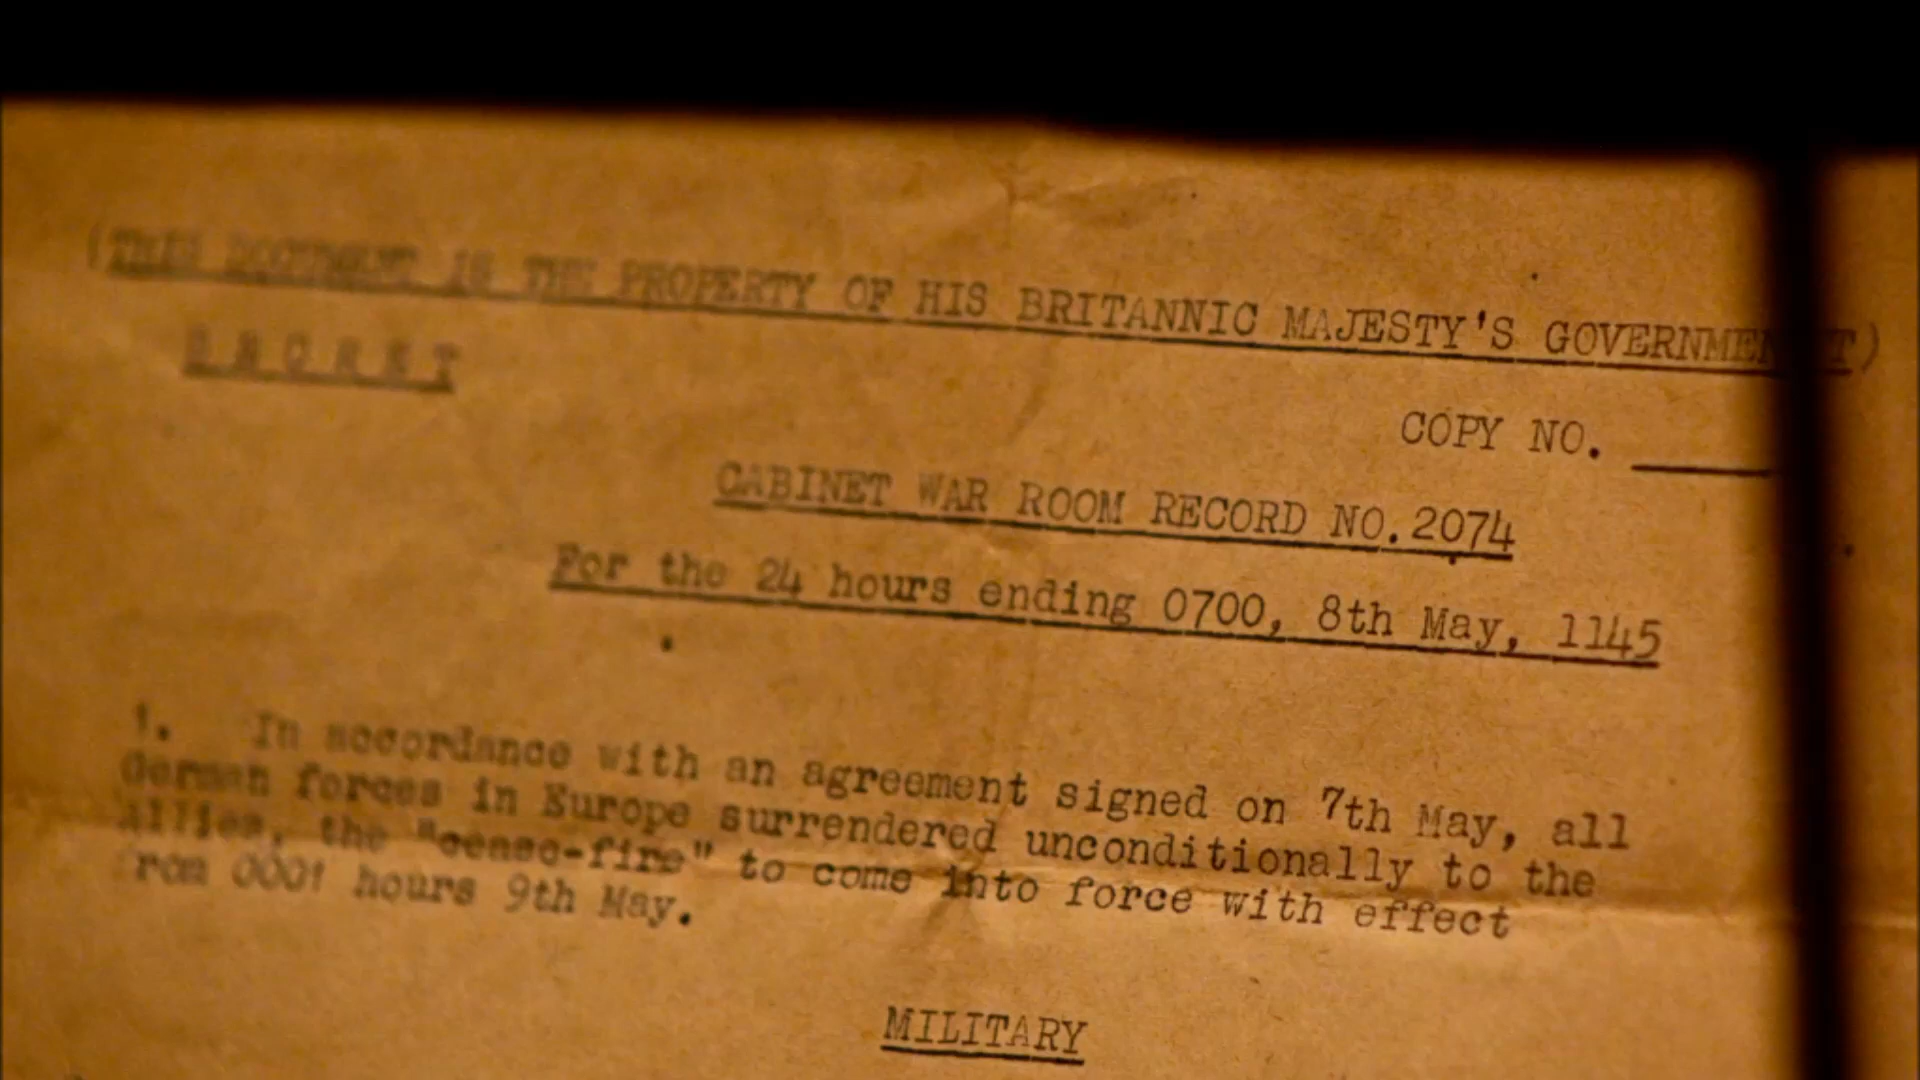 (THIS DOCUMENT IS THE PROPERTY OF HIS BRITANNIC MAJESTY'S GOVERNMENT)
SECRET
COPY NO.
CABINET WAR ROOM RECORD NO.2074
For the 24 hours ending 0700, 8th May, 1145
1. In accordance with an agreement signed on 7th May, all
German forces in Europe surrendered unconditionally to the
Allies, the "cease-fire" to come into force with effect
from 0001 hours 9th May.
MILITARY